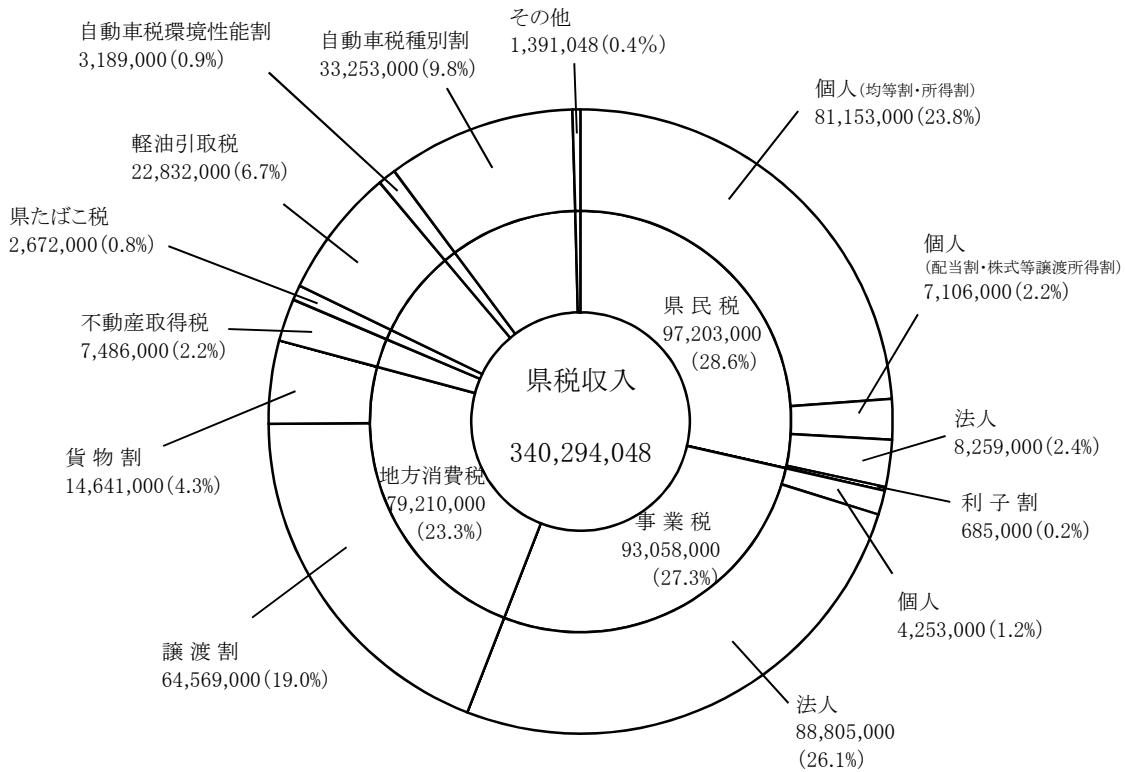 その他
1,391,048(0.4%)
自動車税環境性能割
3,189,000(0.9%)
自動車税種別割
33,253,000(9.8%)
個人(均等割・所得割)
81,153,000(23.8%)
軽油引取税
22,832,000(6.7%)
県たばこ税
2,672,000(0.8%)
個人
(配当割・株式等譲渡所得割)
7,106,000(2.2%)
県民税
97,203,000
(28.6%)
不動産取得税
7,486,000(2.2%)
県税収入
340,294,048
法人
8,259,000(2.4%)
貨物割
14,641,000(4.3%)
地方消費税
79,210,000
(23.3%)
利子割
685,000(0.2%)
事業税
93,058,000
(27.3%)
個人
4,253,000(1.2%)
譲渡割
64,569,000(19.0%)
法人
88,805,000
(26.1%)